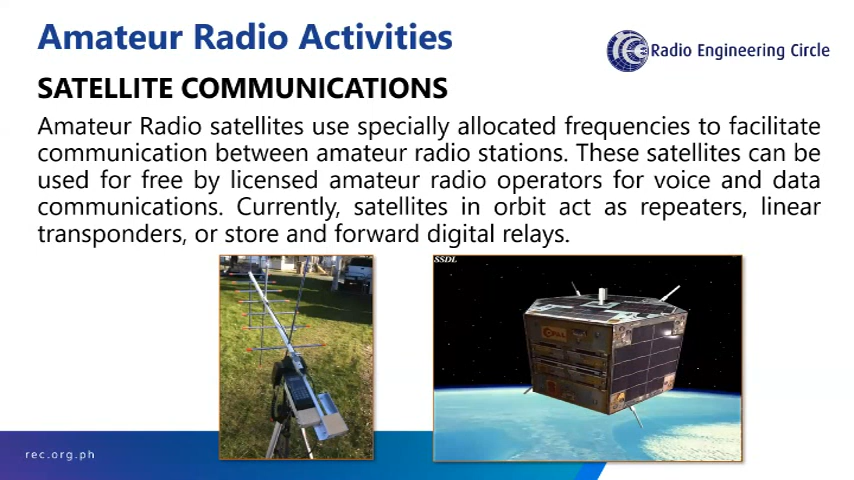 Amateur Radio Activities
Radio Engineering Circle
SATELLITE COMMUNICATIONS
Amateur Radio satellites use specially allocated frequencies to facilitate
communication between amateur radio stations. These satellites can be
used for free by licensed amateur radio operators for voice and data
communications. Currently, satellites in orbit act as repeaters, linear
transponders, or store and forward digital relays.
SSDL
rec.org.ph